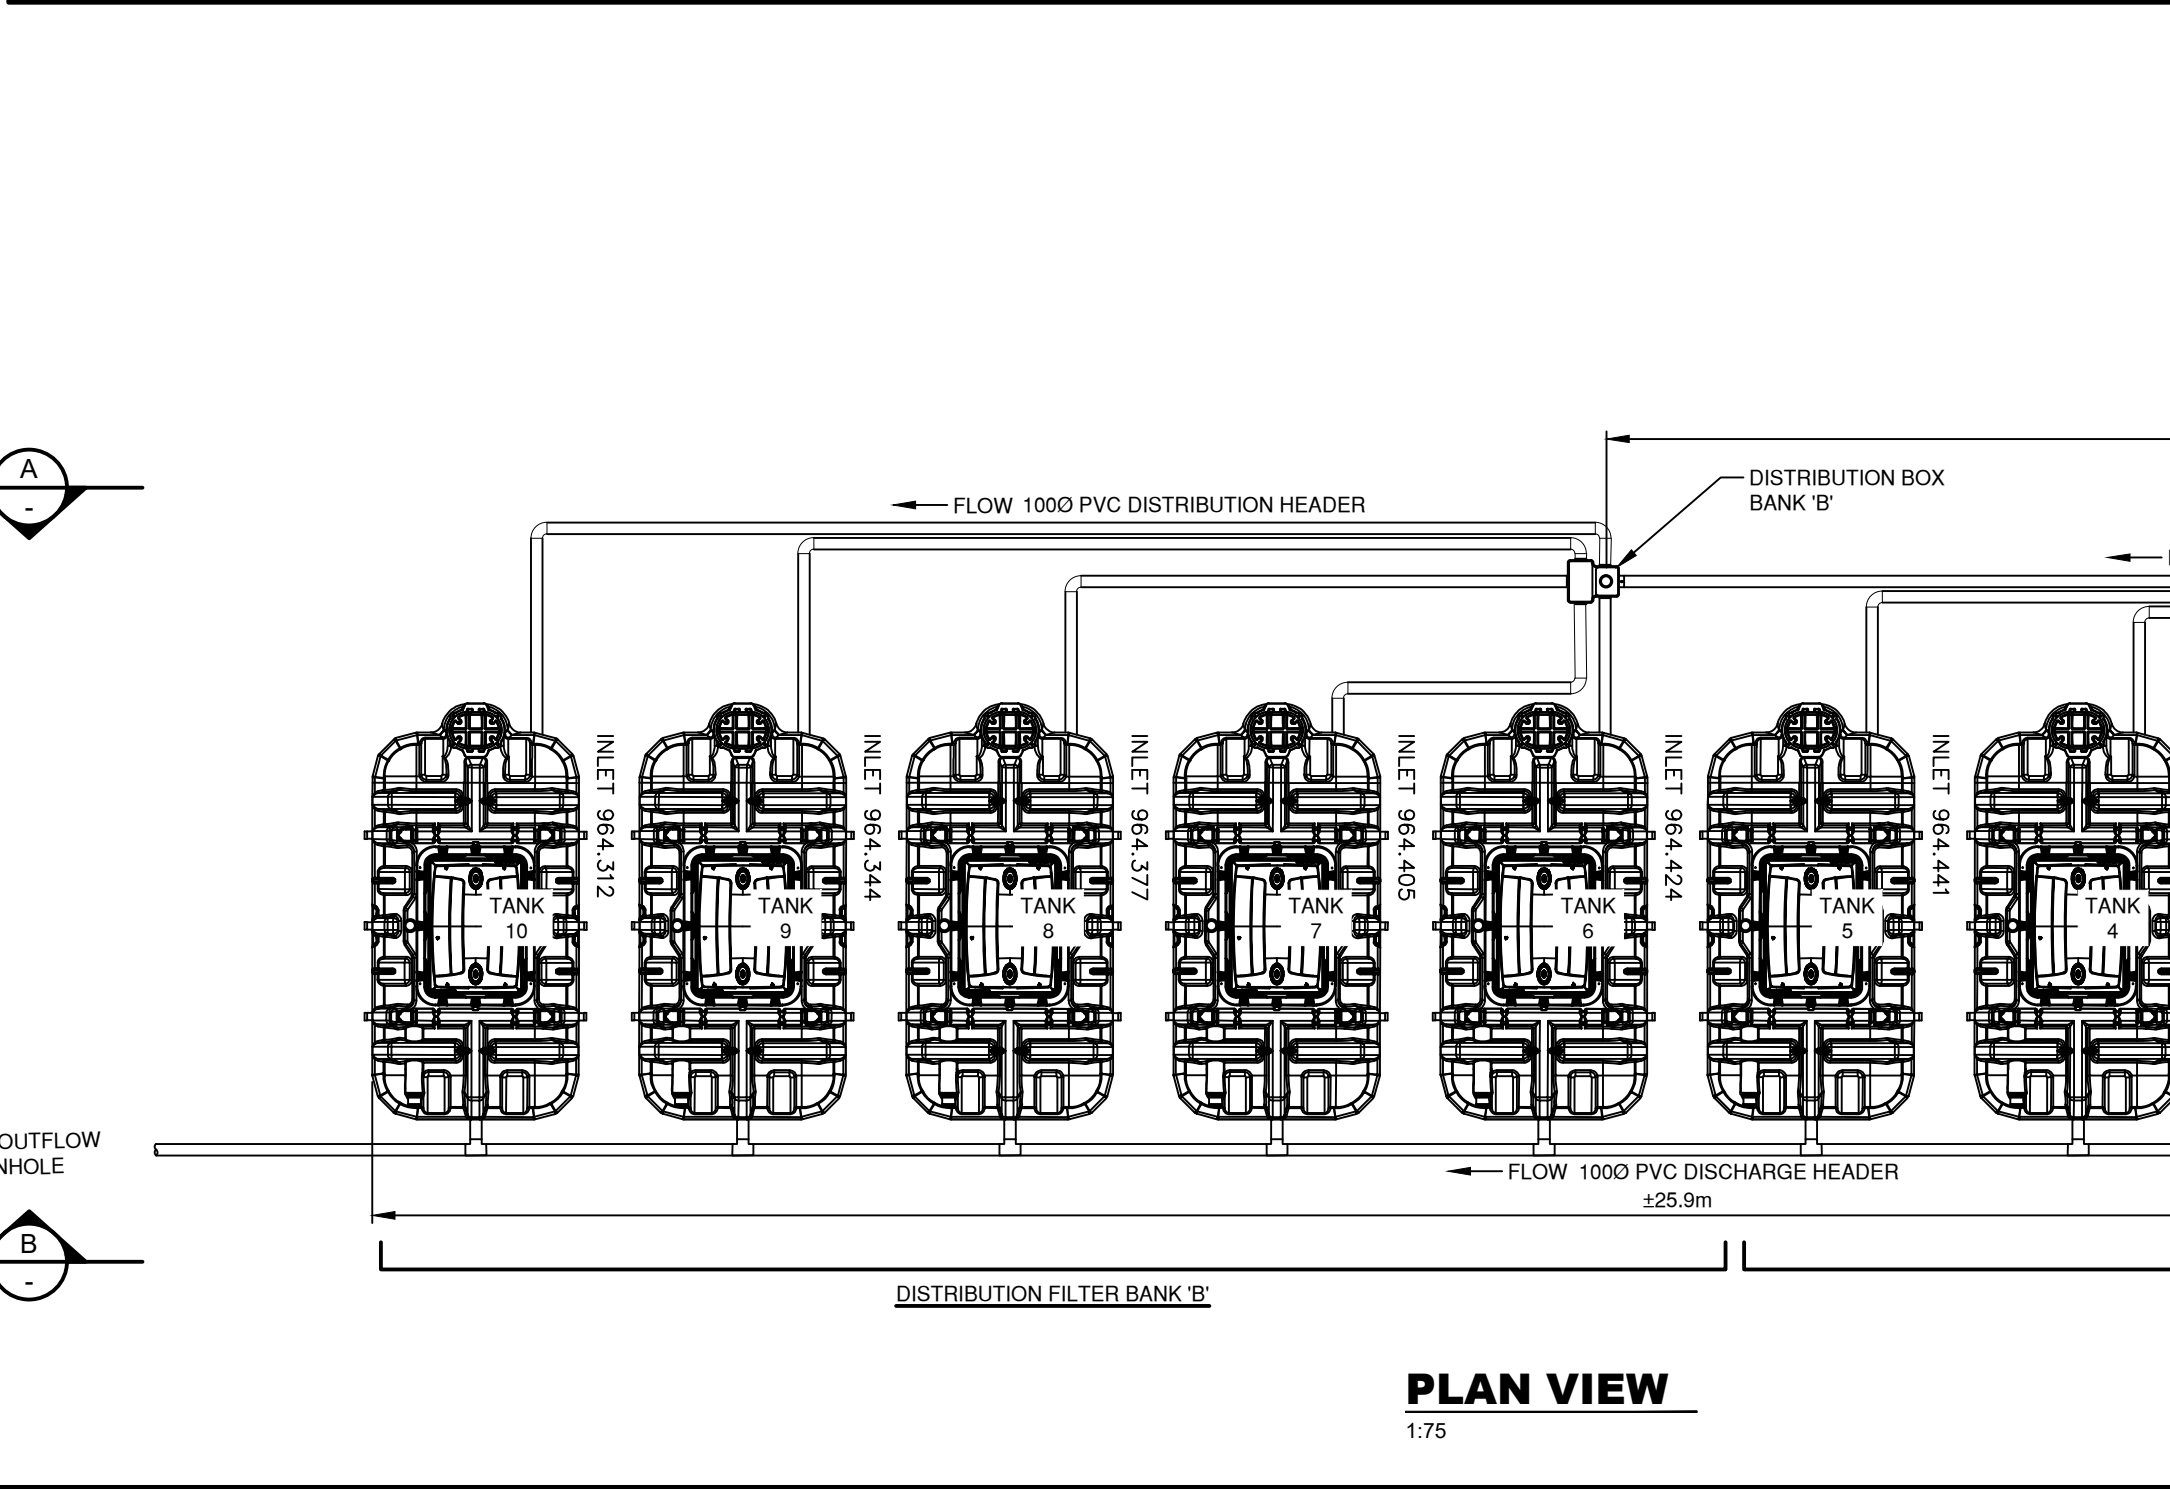 A
-
DISTRIBUTION BOX
BANK 'B'
FLOW 100Ø PVC DISTRIBUTION HEADER
INLET 964.312
INLET 964.344
INLET 964.377
INLET 964.405
INLET 964.424
INLET 964.441
TANK
10
TANK
9
TANK
8
TANK
7
TANK
6
TANK
5
TANK
4
OUTFLOW
NHOLE
FLOW 100Ø PVC DISCHARGE HEADER
±25.9m
B
-
DISTRIBUTION FILTER BANK 'B'
PLAN VIEW
1:75